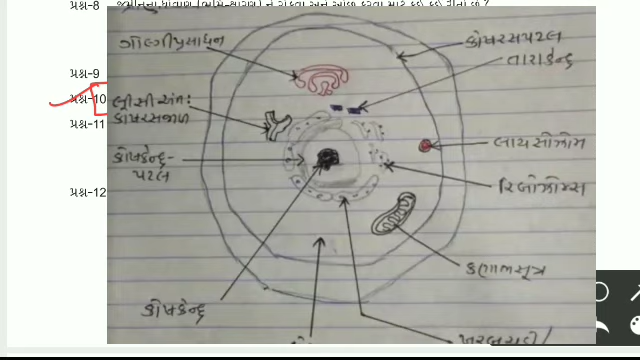 પ્રશ્ન-8
પ્રશ્ન-9
પ્રશ્ન-10
પ્રશ્ન-11
પ્રશ્ન-12
ગોલ્ગીપ્રસાધન
કોષરસપટલ
તારાકેન્દ્ર
લીસી અંત:
કોષરસજાળ
કોષકેન્દ્ર-
પટલ
લાયસોઝોમ
રિબોઝોમ્સ
કણાભસૂત્ર
કોષકેન્દ્ર